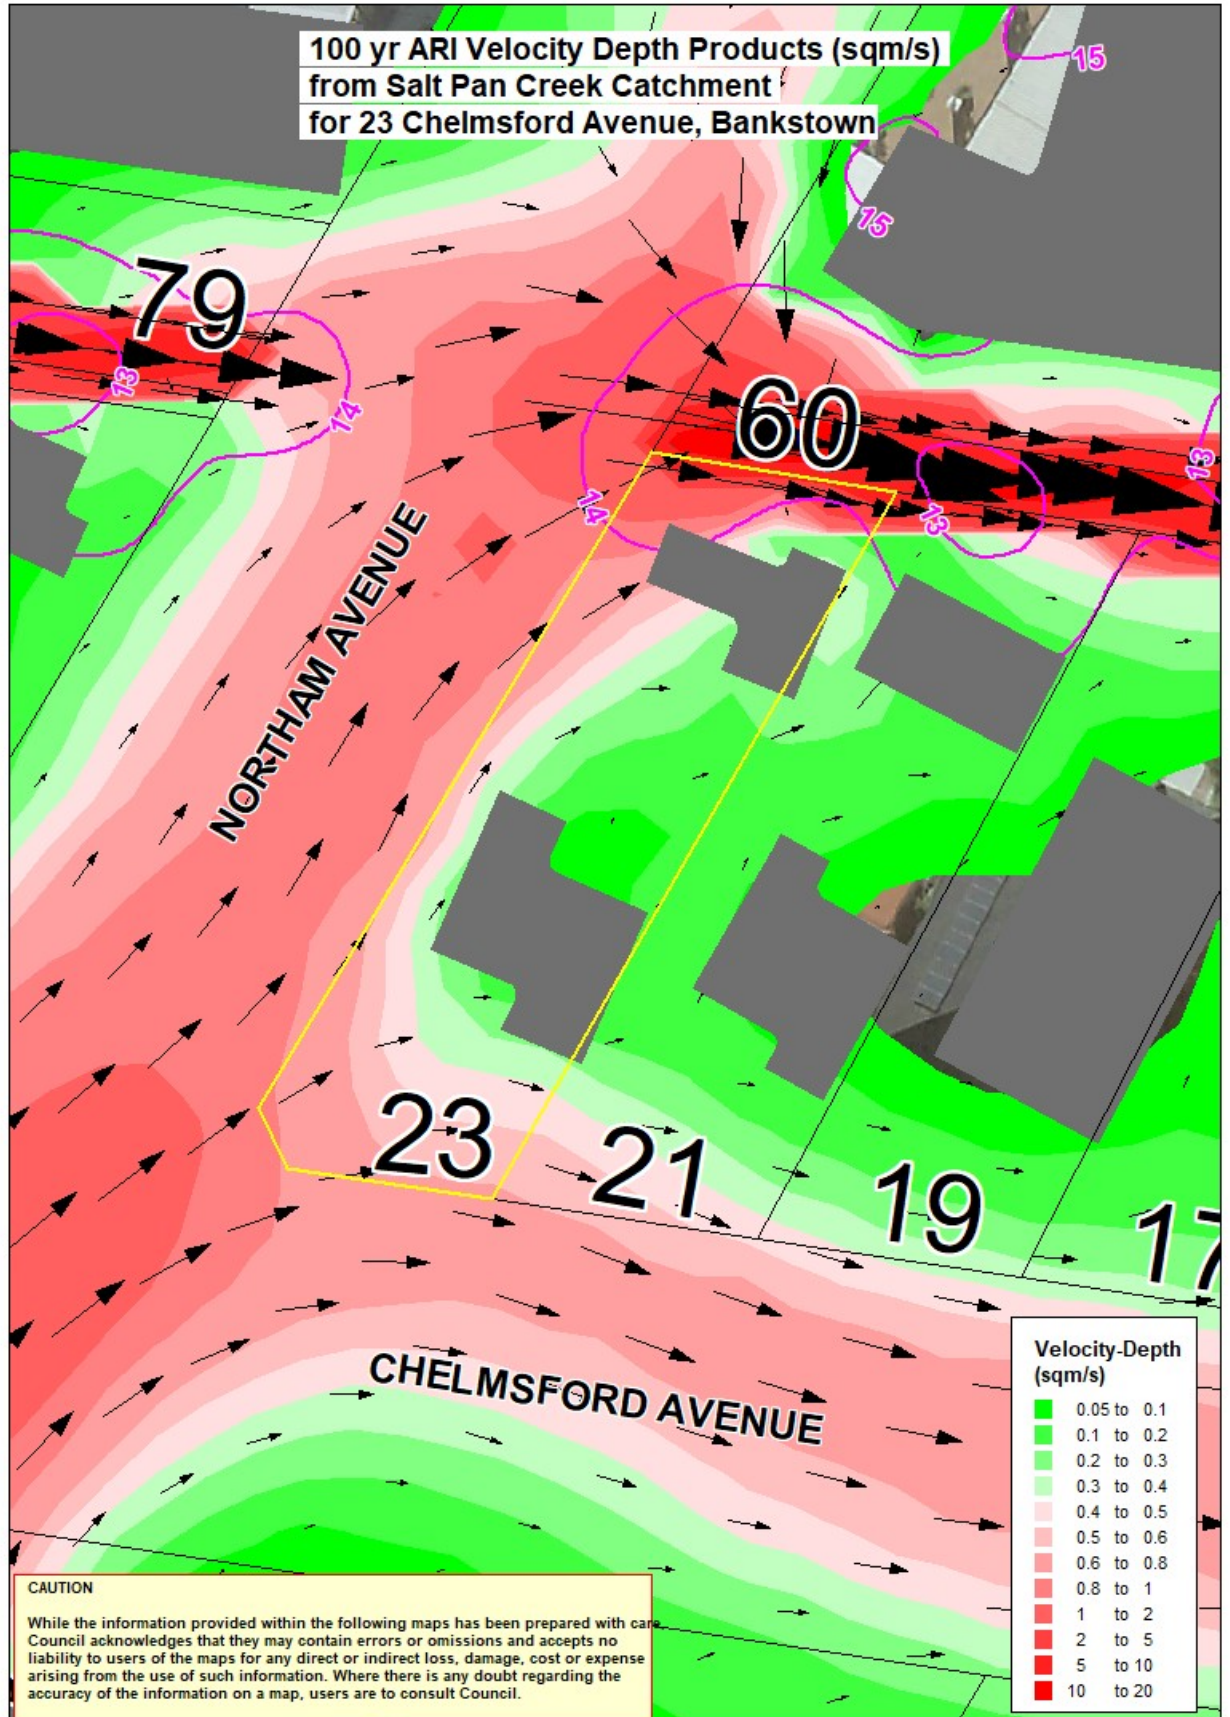 100 yr ARI Velocity Depth Products (sqm/s)
from Salt Pan Creek Catchment
for 23 Chelmsford Avenue, Bankstown
15
15
79
13
14
60
14
13
13
NORTHAM AVENUE
23
21
19
17
CHELMSFORD AVENUE
Velocity-Depth
(sqm/s)
0.05 to 0.1
0.1 to 0.2
0.2 to 0.3
0.3 to 0.4
0.4 to 0.5
0.5 to 0.6
0.6 to 0.8
0.8 to 1
1 to 2
2 to 5
5 to 10
10 to 20
CAUTION
While the information provided within the following maps has been prepared with care,
Council acknowledges that they may contain errors or omissions and accepts no
liability to users of the maps for any direct or indirect loss, damage, cost or expense
arising from the use of such information. Where there is any doubt regarding the
accuracy of the information on a map, users are to consult Council.